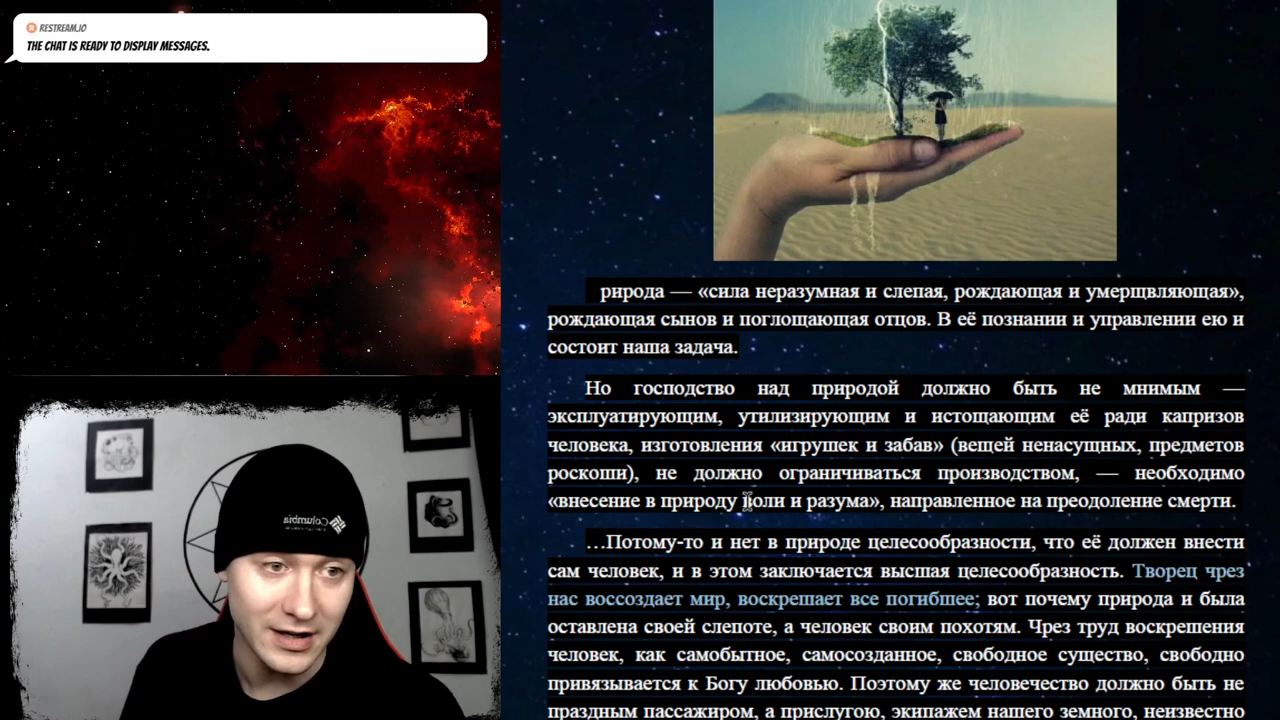 RESTREAM.IO
THE CHAT IS READY TO DISPLAY MESSAGES.
рирода — «сила неразумная и слепая, рождающая и умерщвляющая»,
рождающая сынов и поглощающая отцов. В её познании и управлении ею и
состоит наша задача.
Но господство над природой должно быть не мнимым —
эксплуатирующим, утилизирующим и истощающим её ради капризов
человека, изготовления «игрушек и забав» (вещей ненасущных, предметов
роскоши), не должно ограничиваться производством, — необходимо
«внесение в природу воли и разума», направленное на преодоление смерти.
…Потому-то и нет в природе целесообразности, что её должен внести
сам человек, и в этом заключается высшая целесообразность. Творец чрез
нас воссоздает мир, воскрешает все погибшее; вот почему природа и была
оставлена своей слепоте, а человек своим похотям. Чрез труд воскрешения
человек, как самобытное, самосозданное, свободное существо, свободно
привязывается к Богу любовью. Поэтому же человечество должно быть не
праздным пассажиром, а прислугою, экипажем нашего земного, неизвестно
Columbia